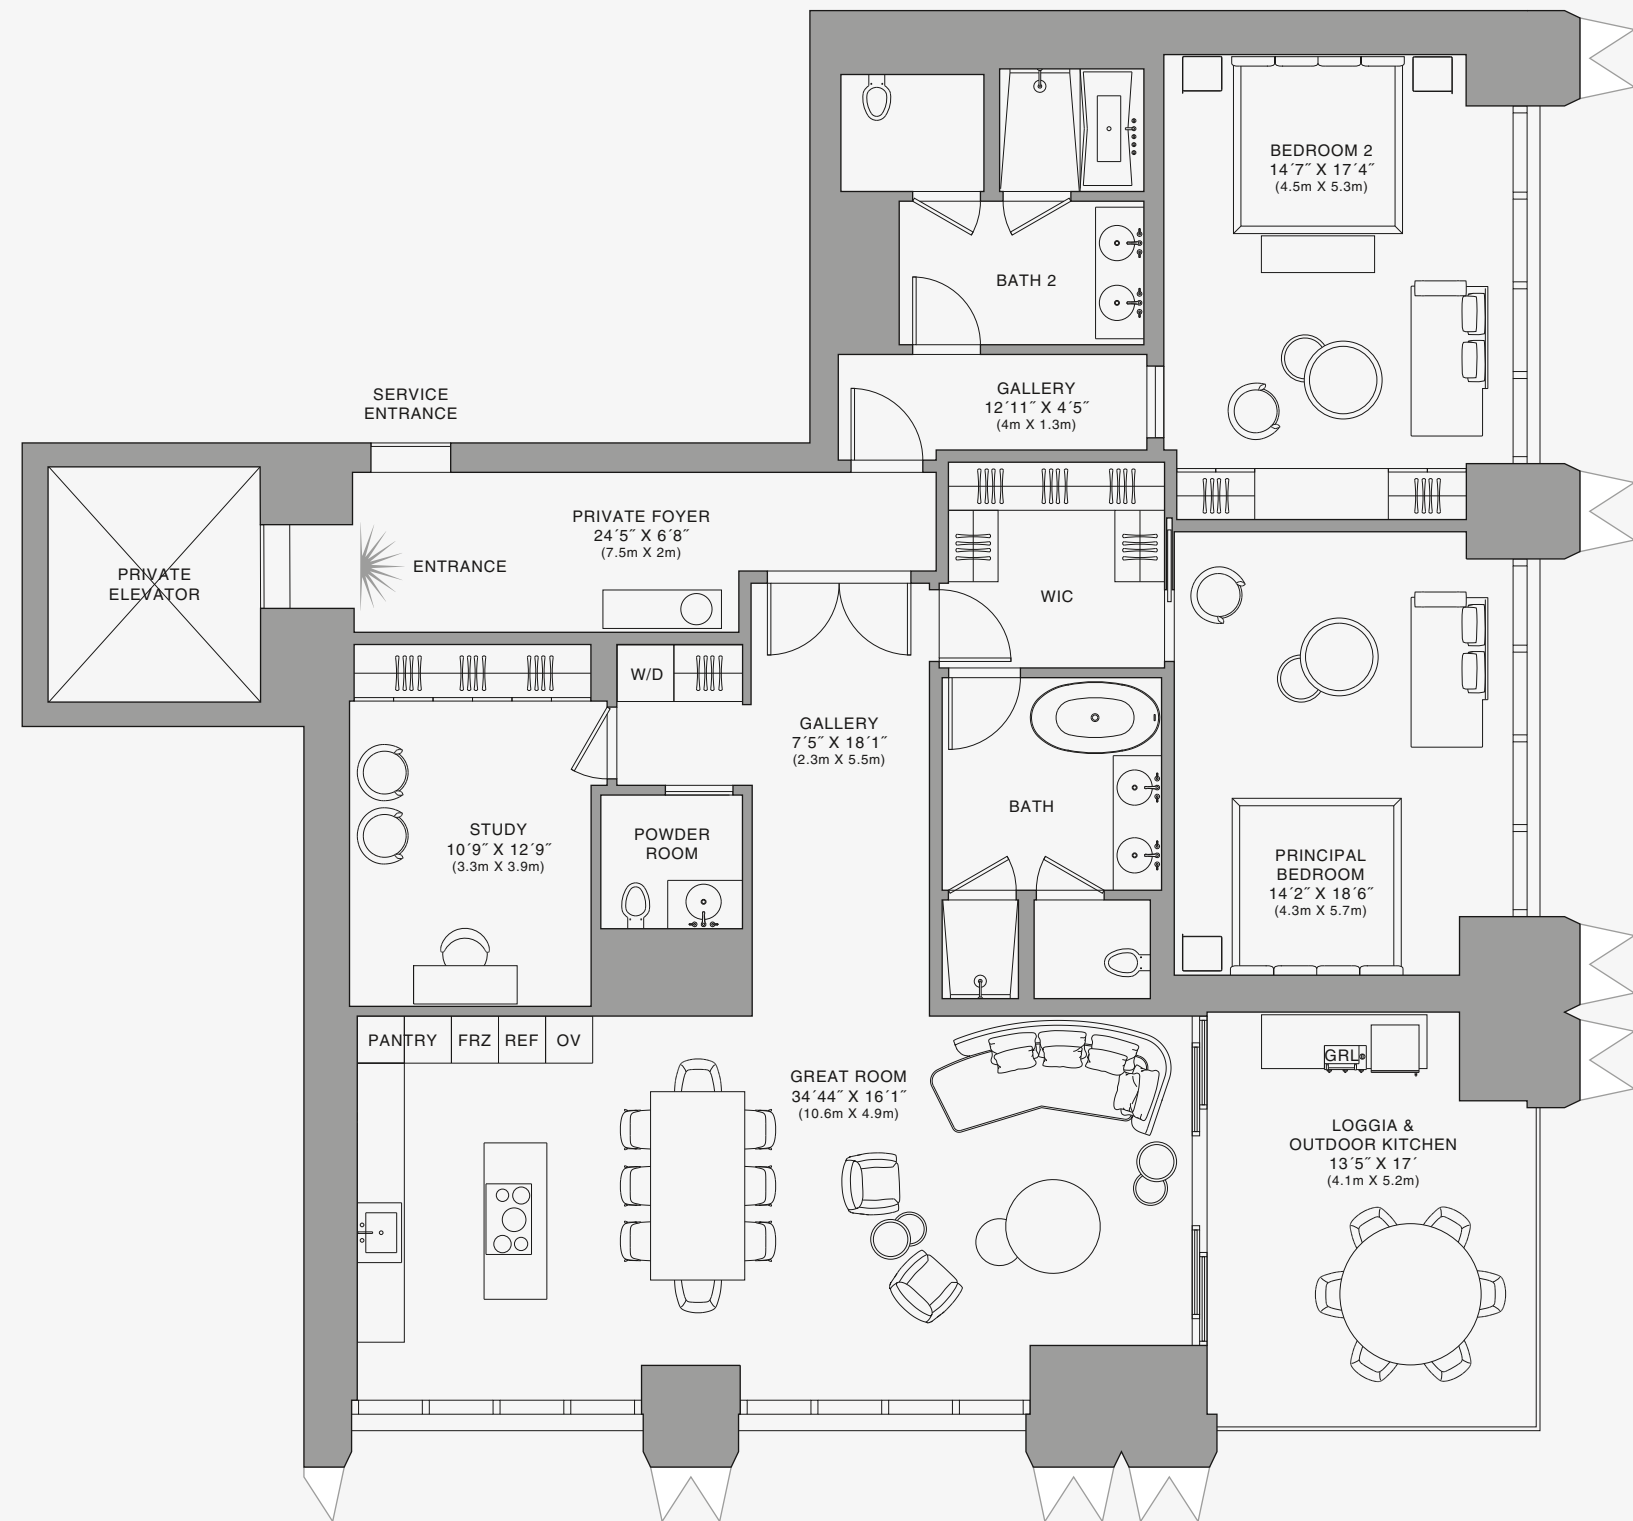 BEDROOM 2
14´7˝ X 17´4˝
(4.5m X 5.3m)
BATH 2
GALLERY
12´11˝ X 4´5˝
(4m X 1.3m)
SERVICE
ENTRANCE
PRIVATE FOYER
24´5˝ X 6´8˝
(7.5m X 2m)
ENTRANCE
PRIVATE
ELEVATOR
WIC
W/D
GALLERY
7´5˝ X 18´1˝
(2.3m X 5.5m)
BATH
STUDY
10´9˝ X 12´9˝
(3.3m X 3.9m)
POWDER
ROOM
PRINCIPAL
BEDROOM
14´2˝ X 18´6˝
(4.3m X 5.7m)
PANTRY
FRZ
REF
OV
GREAT ROOM
34´44˝ X 16´1˝
(10.6m X 4.9m)
GRL
LOGGIA &
OUTDOOR KITCHEN
13´5˝ X 17´
(4.1m X 5.2m)